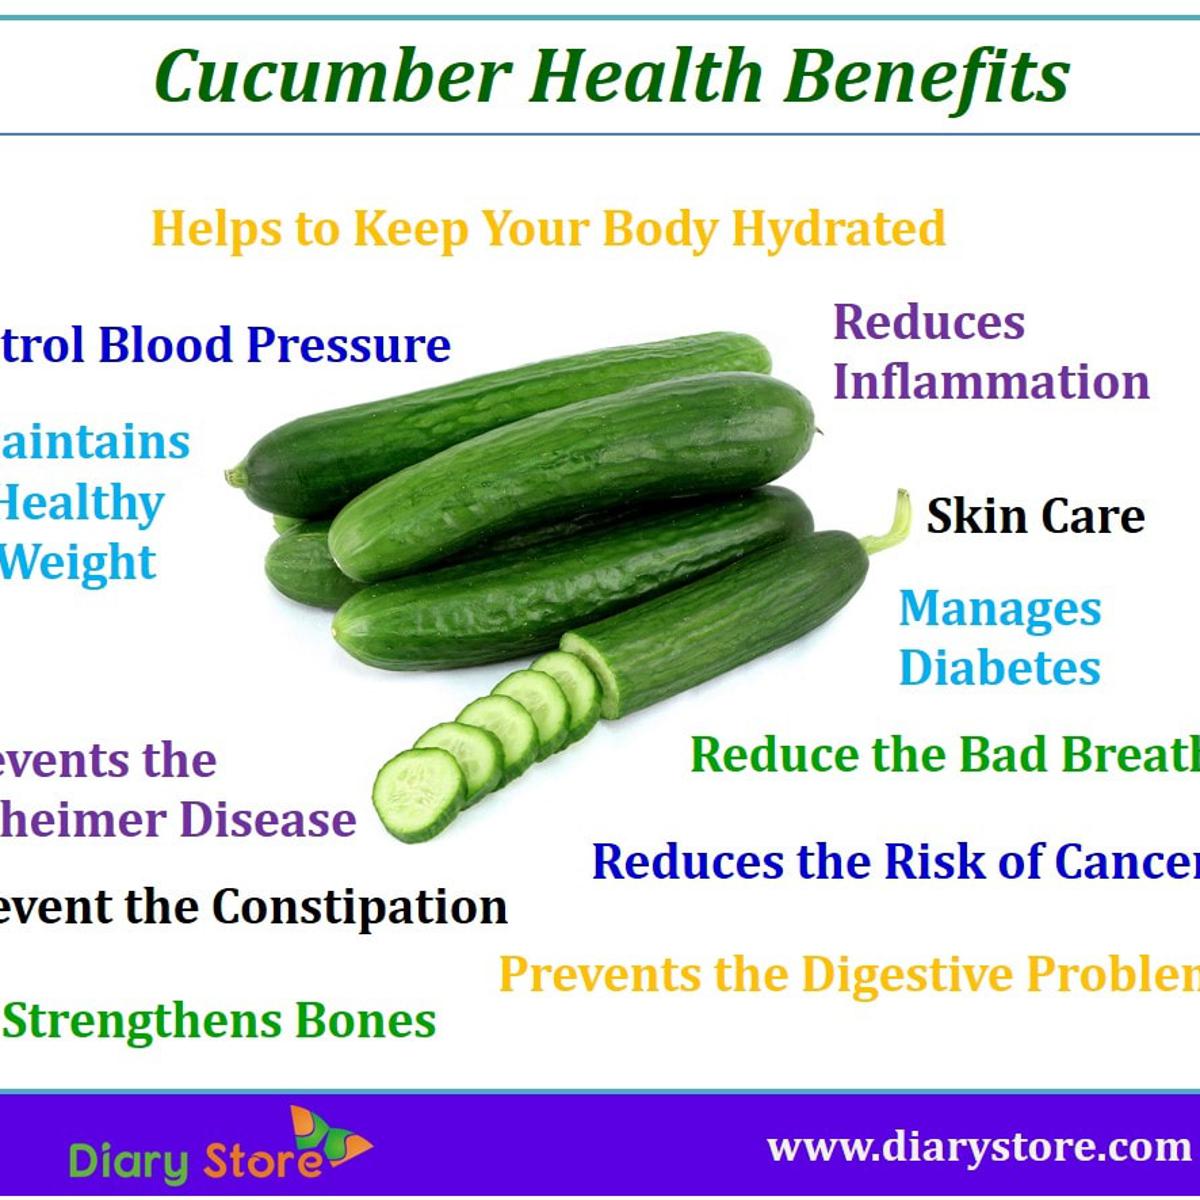 Cucumber Health Benefits
Helps to Keep Your Body Hydrated
trol Blood Pressure
Reduces
Inflammation
aintains
Healthy
Weight
Skin Care
Manages
Diabetes
events the
heimer Disease
Reduce the Bad Breath
Reduces the Risk of Cancer
event the Constipation
Prevents the Digestive Problem
Strengthens Bones
Diary Store
www.diarystore.com